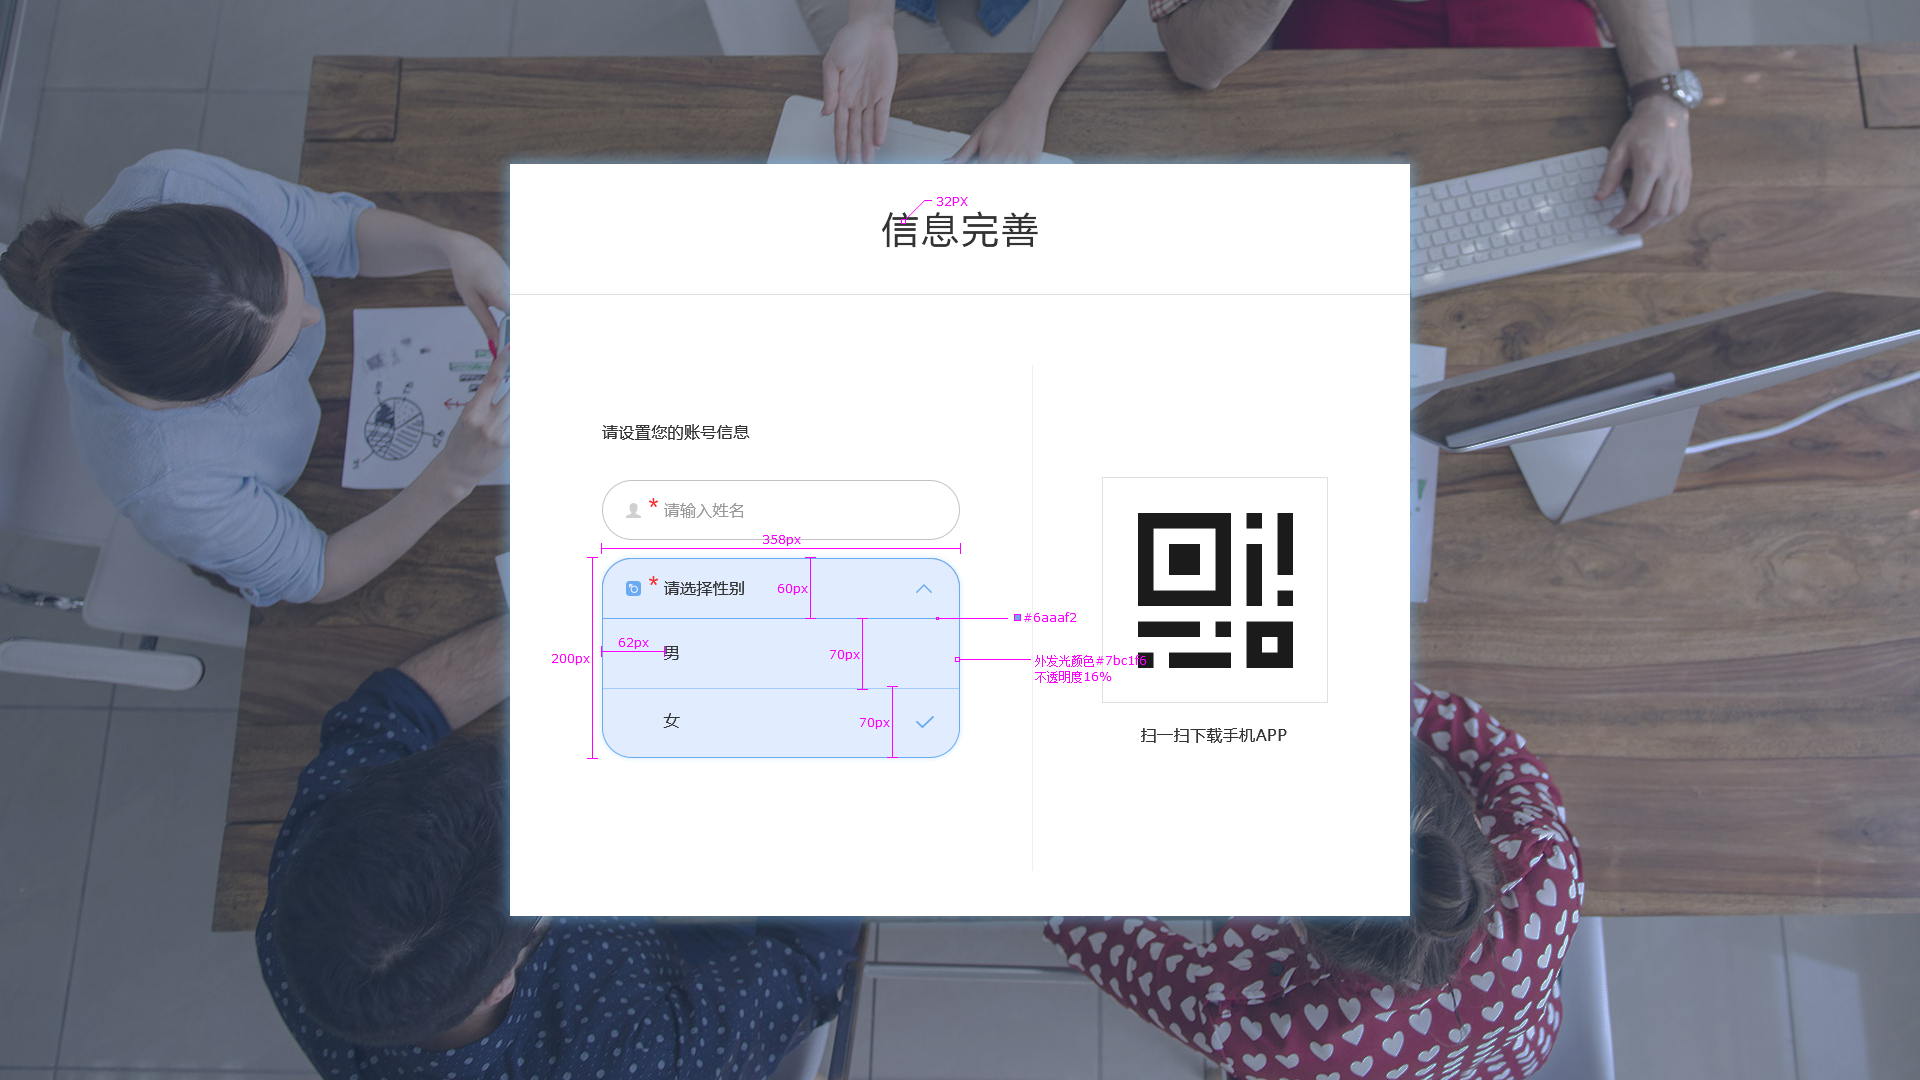 32PX
信息完善
请设置您的账号信息
* 请输入姓名
358px
* 请选择性别
60px
#6aaaf2
62px
男
70px
200px
外发光颜色#7bc1f6
不透明度16%
女
70px
扫一扫下载手机APP